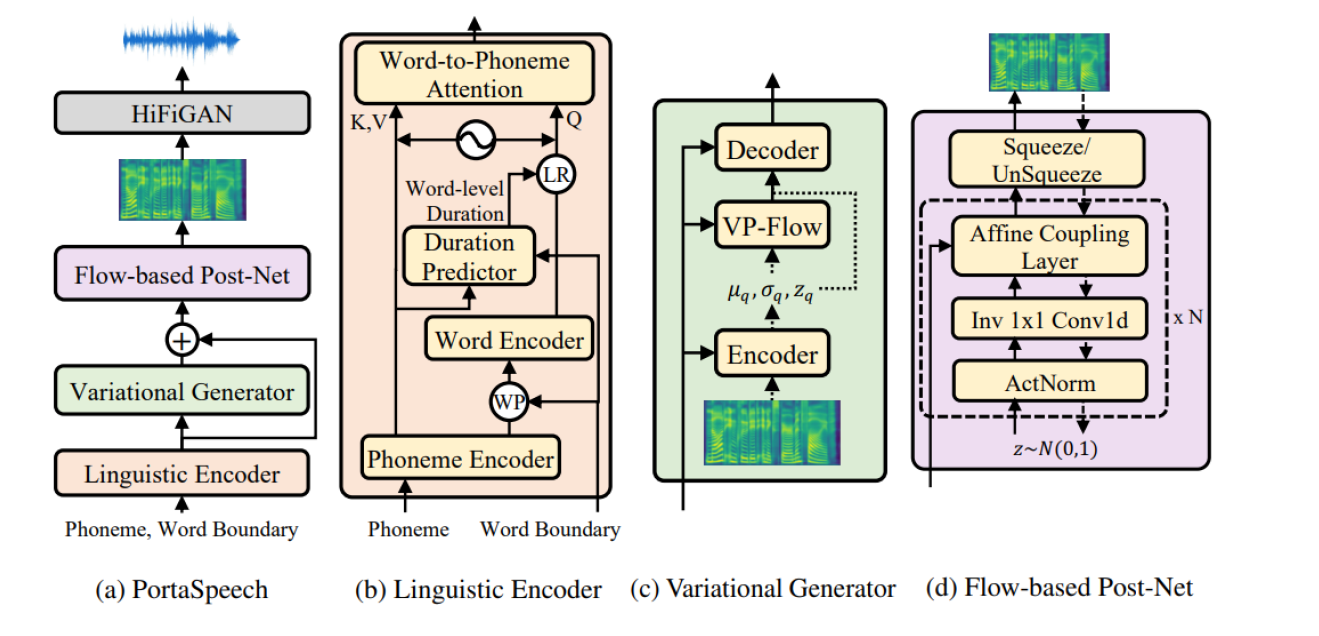 HiFiGAN
Flow-based Post-Net
+
Variational Generator
Linguistic Encoder
Phoneme, Word Boundary
(a) PortaSpeech
Word-to-Phoneme
Attention
K,V
Q
LR
Word-level
Duration
Duration
Predictor
Word Encoder
WP
Phoneme Encoder
Phoneme
Word Boundary
(b) Linguistic Encoder
Decoder
VP-Flow
μq, σq, zq
Encoder
(c) Variational Generator
Squeeze/
UnSqueeze
Affine Coupling
Layer
Inv 1x1 Conv1d
x N
ActNorm
z~N(0,1)
(d) Flow-based Post-Net